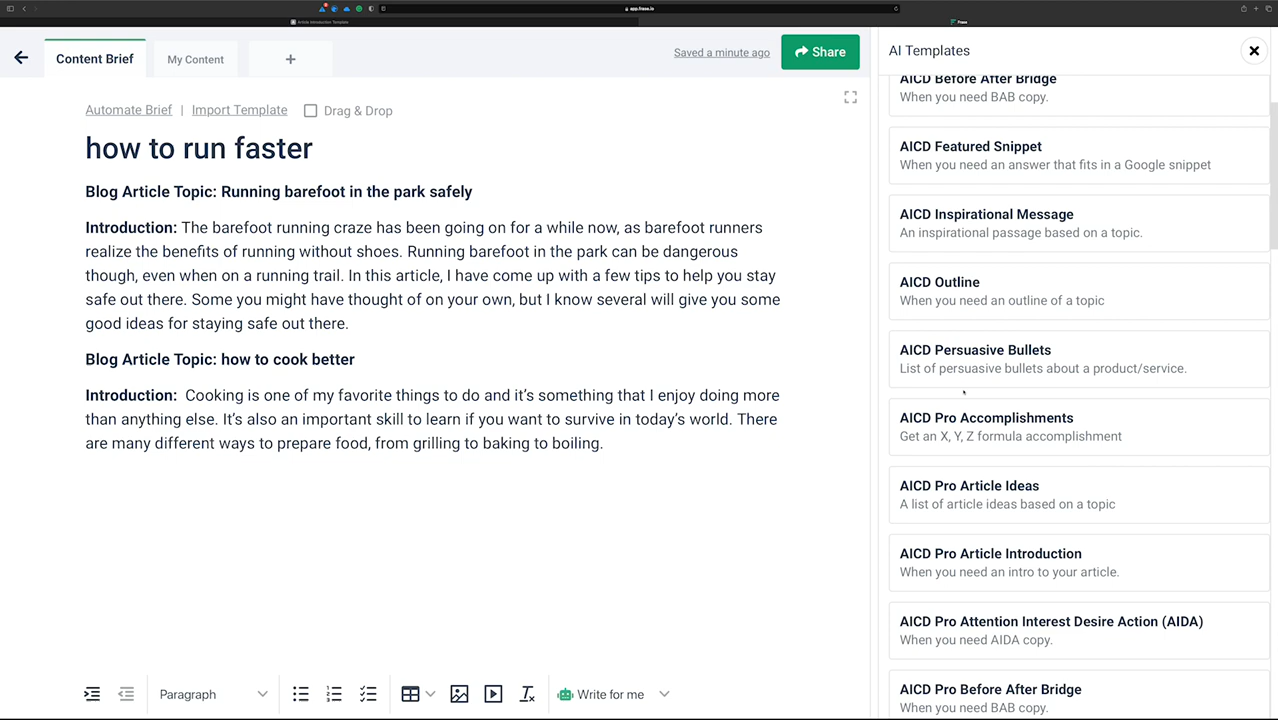 app.frase.io
Article Introduction Template
Frase
Content Brief
My Content
+
Saved a minute ago
Share
Automate Brief | Import Template
Drag & Drop
how to run faster
Blog Article Topic: Running barefoot in the park safely
Introduction: The barefoot running craze has been going on for a while now, as barefoot runners
realize the benefits of running without shoes. Running barefoot in the park can be dangerous
though, even when on a running trail. In this article, I have come up with a few tips to help you stay
safe out there. Some you might have thought of on your own, but I know several will give you some
good ideas for staying safe out there.
Blog Article Topic: how to cook better
Introduction: Cooking is one of my favorite things to do and it’s something that I enjoy doing more
than anything else. It’s also an important skill to learn if you want to survive in today’s world. There
are many different ways to prepare food, from grilling to baking to boiling.
Paragraph
Write for me
AI Templates
AICD Before After Bridge
When you need BAB copy.
AICD Featured Snippet
When you need an answer that fits in a Google snippet
AICD Inspirational Message
An inspirational passage based on a topic.
AICD Outline
When you need an outline of a topic
AICD Persuasive Bullets
List of persuasive bullets about a product/service.
AICD Pro Accomplishments
Get an X, Y, Z formula accomplishment
AICD Pro Article Ideas
A list of article ideas based on a topic
AICD Pro Article Introduction
When you need an intro to your article.
AICD Pro Attention Interest Desire Action (AIDA)
When you need AIDA copy.
AICD Pro Before After Bridge
When you need BAB copy.